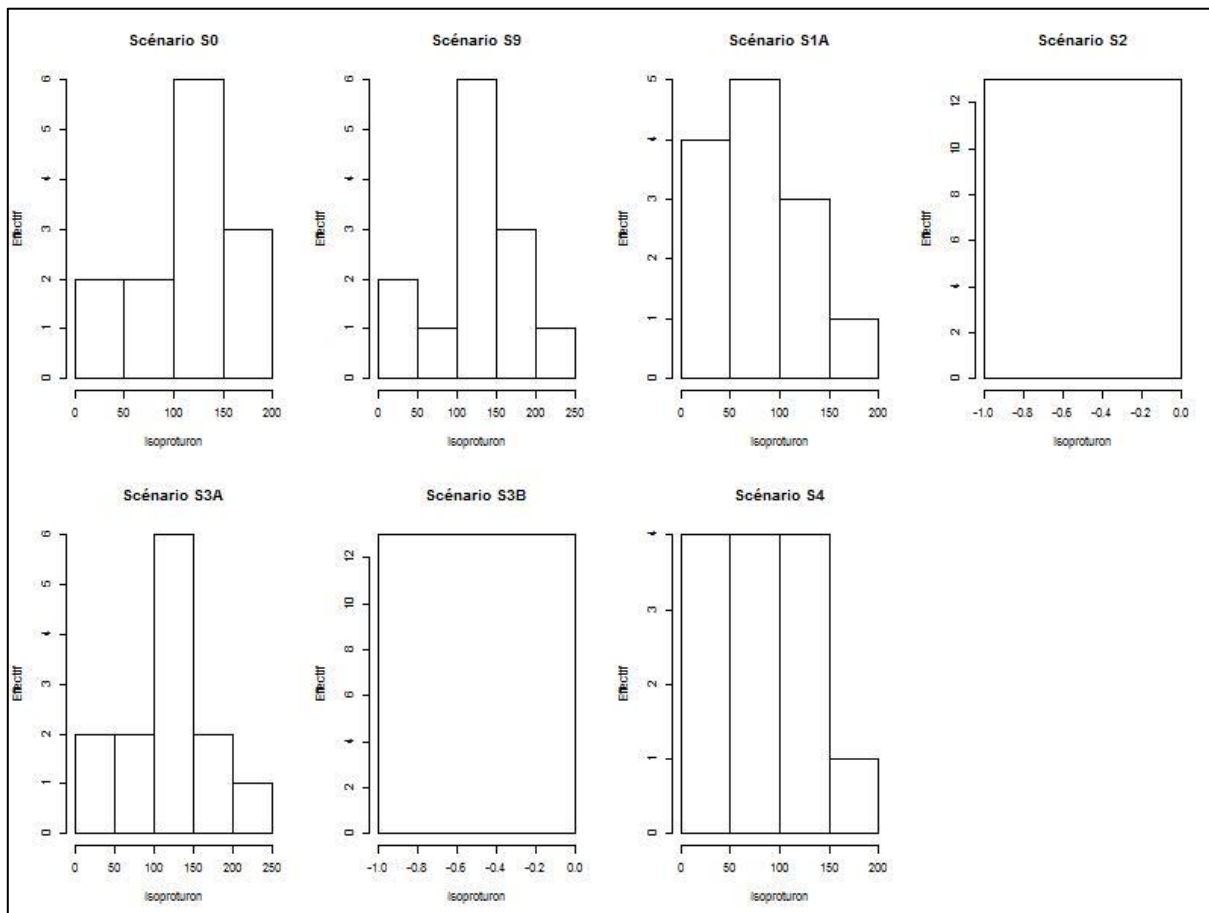 Scénario S0
6
5
4
3
2
1
0
Effectif
0 50 100 150 200
Isoproturon
Scénario S9
6
5
4
3
2
1
0
Effectif
0 50 100 150 200 250
Isoproturon
Scénario S1A
5
4
3
2
1
0
Effectif
0 50 100 150 200
Isoproturon
Scénario S2
12
10
8
6
4
2
0
Effectif
-1.0 -0.8 -0.6 -0.4 -0.2 0.0
Isoproturon
Scénario S3A
6
5
4
3
2
1
0
Effectif
0 50 100 150 200 250
Isoproturon
Scénario S3B
12
10
8
6
4
2
0
Effectif
-1.0 -0.8 -0.6 -0.4 -0.2 0.0
Isoproturon
Scénario S4
4
3
2
1
0
Effectif
0 50 100 150 200
Isoproturon